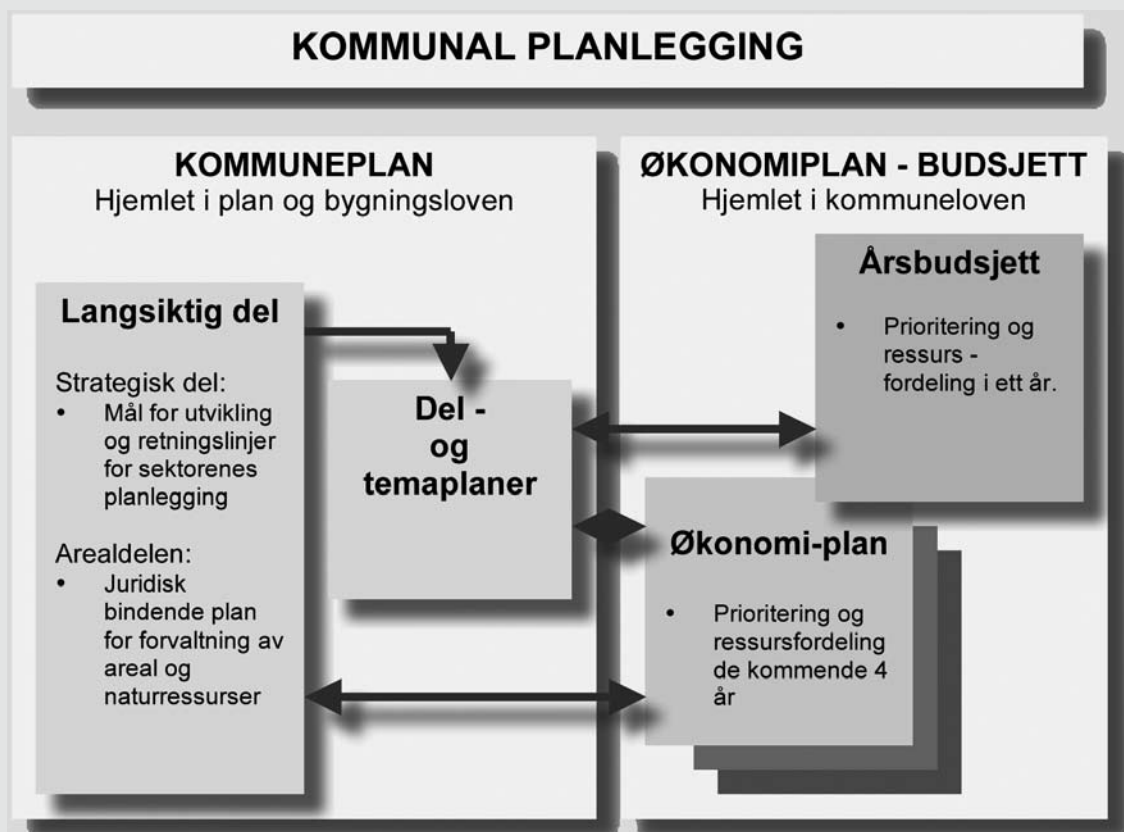 KOMMUNAL PLANLEGGING
KOMMUNEPLAN
Hjemlet i plan og bygningsloven
Langsiktig del
Strategisk del:
• Mål for utvikling
og retningslinjer
for sektorenes
planlegging
Arealdelen:
• Juridisk
bindende plan
for forvaltning av
areal og
naturressurser
Del -
og
temaplaner
ØKONOMIPLAN - BUDSJETT
Hjemlet i kommuneloven
Årsbudsjett
• Prioritering og
ressurs -
fordeling i ett år.
Økonomi-plan
• Prioritering og
ressursfordeling
de kommende 4
år